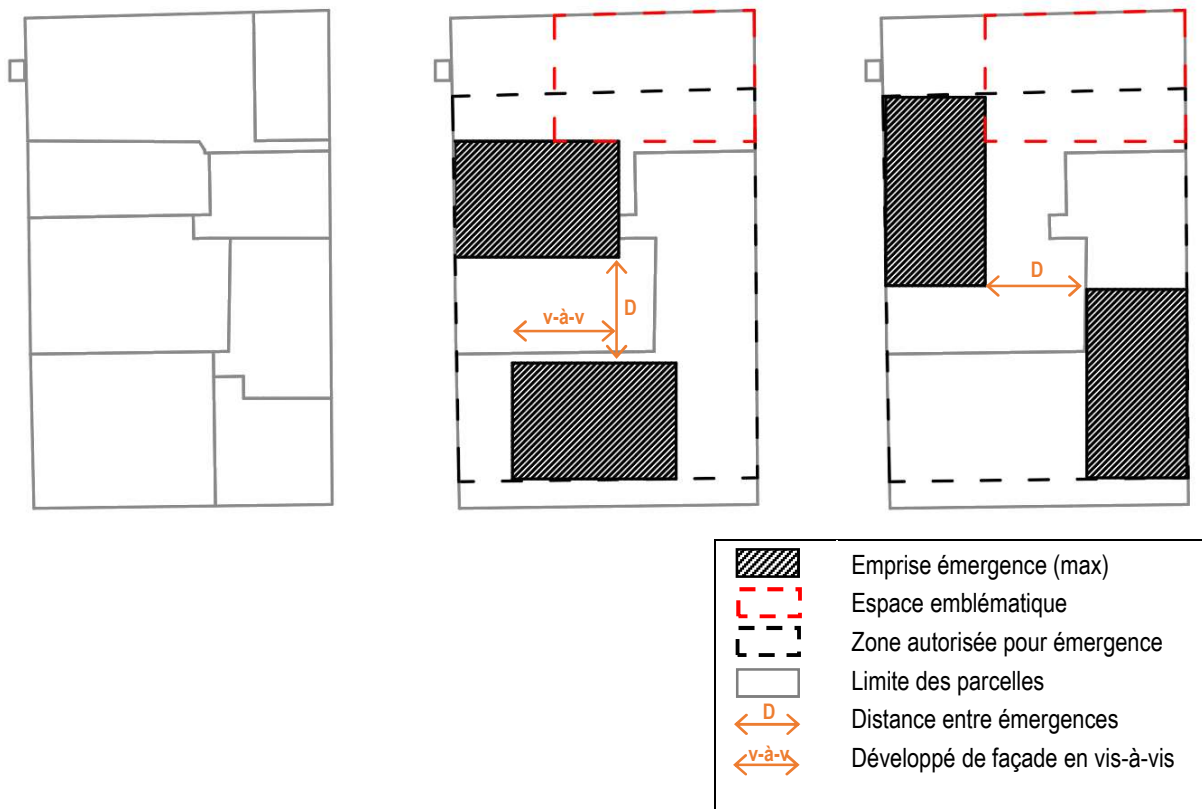 D
v-à-v
D
Emprise émergence (max)
Espace emblématique
Zone autorisée pour émergence
Limite des parcelles
D Distance entre émergences
v-à-v Développé de façade en vis-à-vis